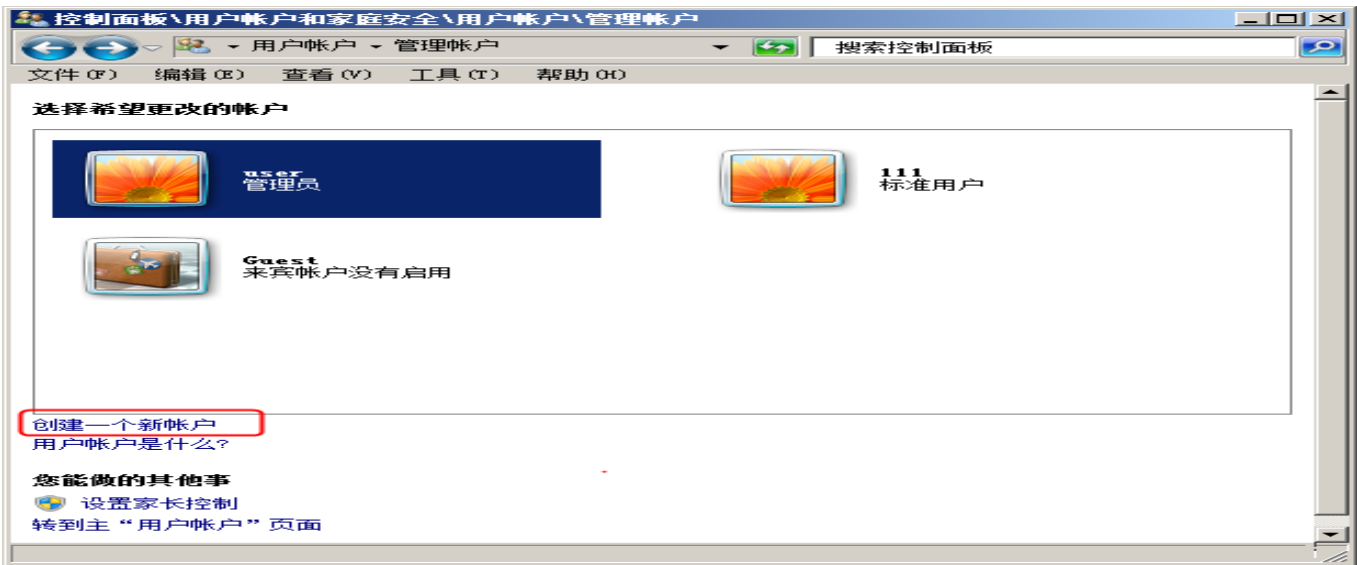 控制面板\用户帐户和家庭安全\用户帐户\管理帐户
用户帐户 管理帐户 搜索控制面板
文件(F) 编辑(E) 查看(V) 工具(T) 帮助(H)
选择希望更改的帐户
user
管理员
111
标准用户
Guest
来宾帐户没有启用
创建一个新帐户
用户帐户是什么?
您能做的其他事
设置家长控制
转到主“用户帐户”页面